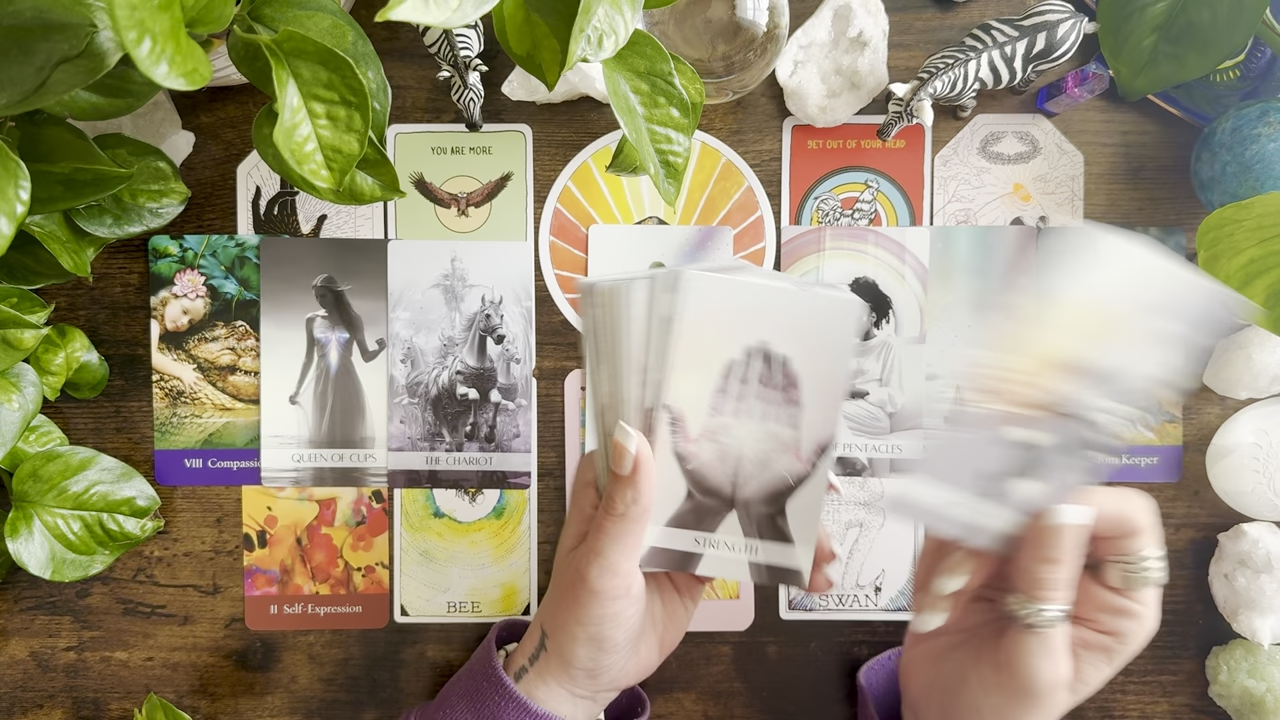 YOU ARE MORE
GET OUT OF YOUR HEAD
VIII Compassio
QUEEN OF CUPS
THE CHARIOT
STRENGTH
OF PENTACLES
Keeper
II Self-Expression
BEE
SWAN